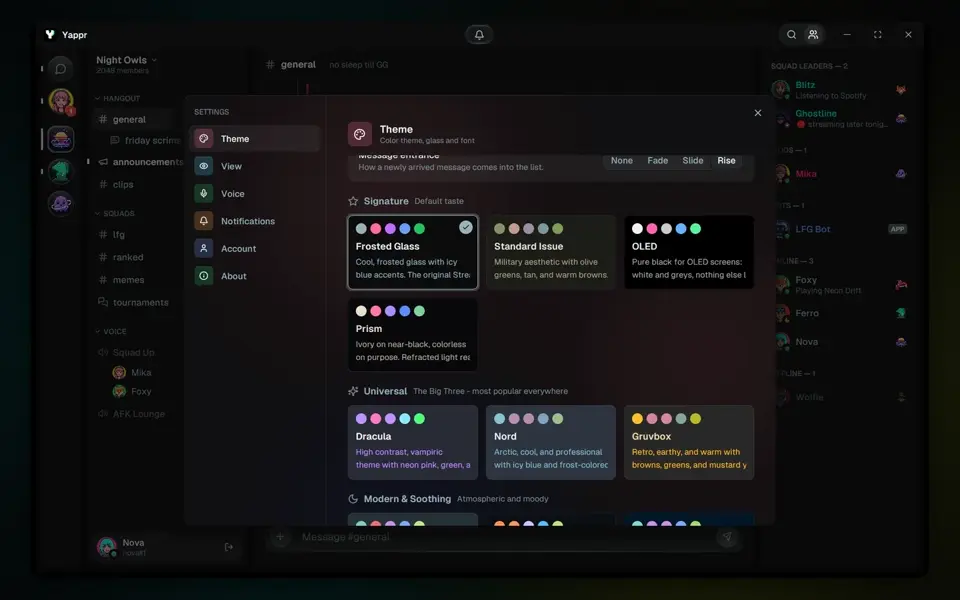 Yappr
Night Owls
2048 members
HANGOUT
# general
friday scrims
announcements
# clips
SQUADS
# lfg
# ranked
# memes
tournaments
VOICE
Squad Up
Mika
Foxy
AFK Lounge
Nova
# general
no sleep till GG
SETTINGS
Theme
View
Voice
Notifications
Account
About
Theme
Color theme, glass and font
Message entrance
How a newly arrived message comes into the list.
None Fade Slide Rise
Signature Default taste
Frosted Glass
Cool, frosted glass with icy
blue accents. The original
Standard Issue
Military aesthetic with olive
greens, tan, and warm browns.
OLED
Pure black for OLED screens:
white and greys, nothing else
Prism
Ivory on near-black, colorless
on purpose. Refracted light
Universal The Big Three - most popular everywhere
Dracula
High contrast, vampiric
theme with neon pink, green,
Nord
Arctic, cool, and professional
with icy blue and frost-colored
Gruvbox
Retro, earthy, and warm with
browns, greens, and mustard
Modern & Soothing Atmospheric and moody
Message #general
SQUAD LEADERS — 2
Blitz
Listening to Spotify
Ghostline
streaming later tonig...
— 1
Mika
— 1
LFG Bot
APP
— 3
Foxy
Playing Neon Drift
Ferro
Nova
— 1
Wolfie